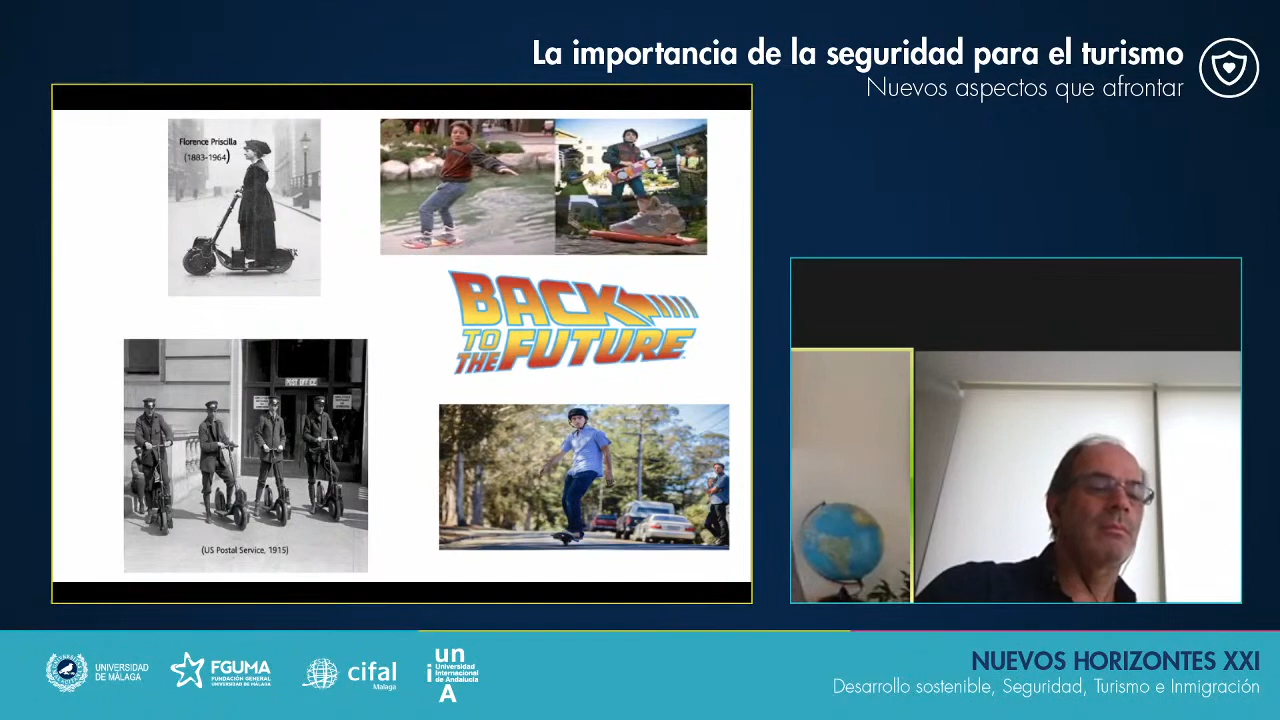 La importancia de la seguridad para el turismo
Nuevos aspectos que afrontar
Florence Priscilla
(1883-1964)
BACK
TO
THE FUTURE
POST OFFICE
(US Postal Service, 1915)
UNIVERSIDAD
DE MÁLAGA
FGUMA
FUNDACIÓN GENERAL
UNIVERSIDAD DE MÁLAGA
cifal
Málaga
un
i
Universidad
Internacional
de Andalucía
A
NUEVOS HORIZONTES XXI
Desarrollo sostenible, Seguridad, Turismo e Inmigración